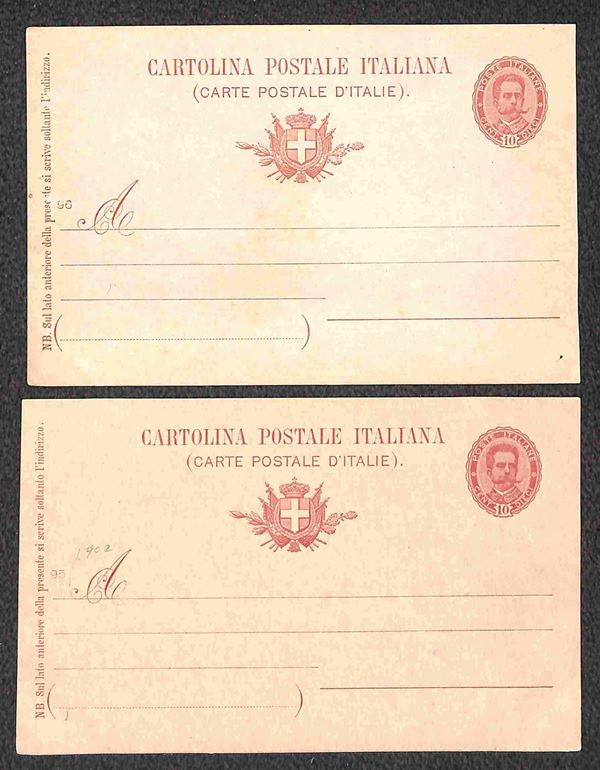 CARTOLINA POSTALE ITALIANA
(CARTE POSTALE D'ITALIE).
POSTE ITALIANE
CENT. 10 DIECI
NB. Sul lato anteriore della presente si scrive soltanto l'indirizzo.
96
A
CARTOLINA POSTALE ITALIANA
(CARTE POSTALE D'ITALIE).
POSTE ITALIANE
CENT. 10 DIECI
NB. Sul lato anteriore della presente si scrive soltanto l'indirizzo.
1902
95
A